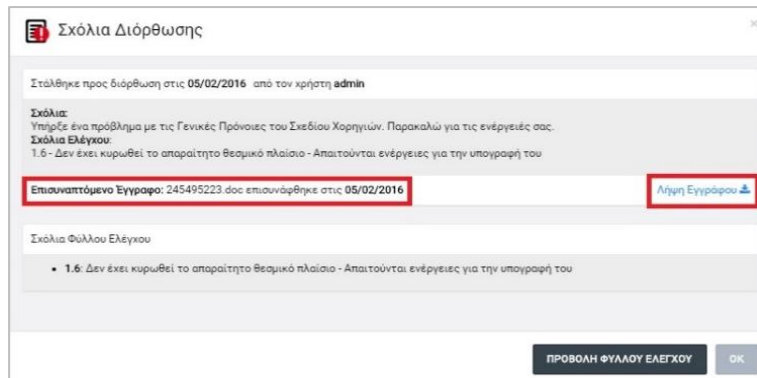 Σχόλια Διόρθωσης
×
Στάλθηκε προς διόρθωση στις 05/02/2016 από τον χρήστη admin
Σχόλια:
Υπήρξε ένα πρόβλημα με τις Γενικές Πρόνοιες του Σχεδίου Χορηγιών. Παρακαλώ για τις ενέργειές σας.
Σχόλια Ελέγχου:
1.6 - Δεν έχει κυρωθεί το απαραίτητο θεσμικό πλαίσιο - Απαιτούνται ενέργειες για την υπογραφή του
Επισυναπτόμενο Έγγραφο: 245495223.doc επισυνάφθηκε στις 05/02/2016 Λήψη Εγγράφου
Σχόλια Φύλλου Ελέγχου
• 1.6: Δεν έχει κυρωθεί το απαραίτητο θεσμικό πλαίσιο - Απαιτούνται ενέργειες για την υπογραφή του
ΠΡΟΒΟΛΗ ΦΥΛΛΟΥ ΕΛΕΓΧΟΥ OK